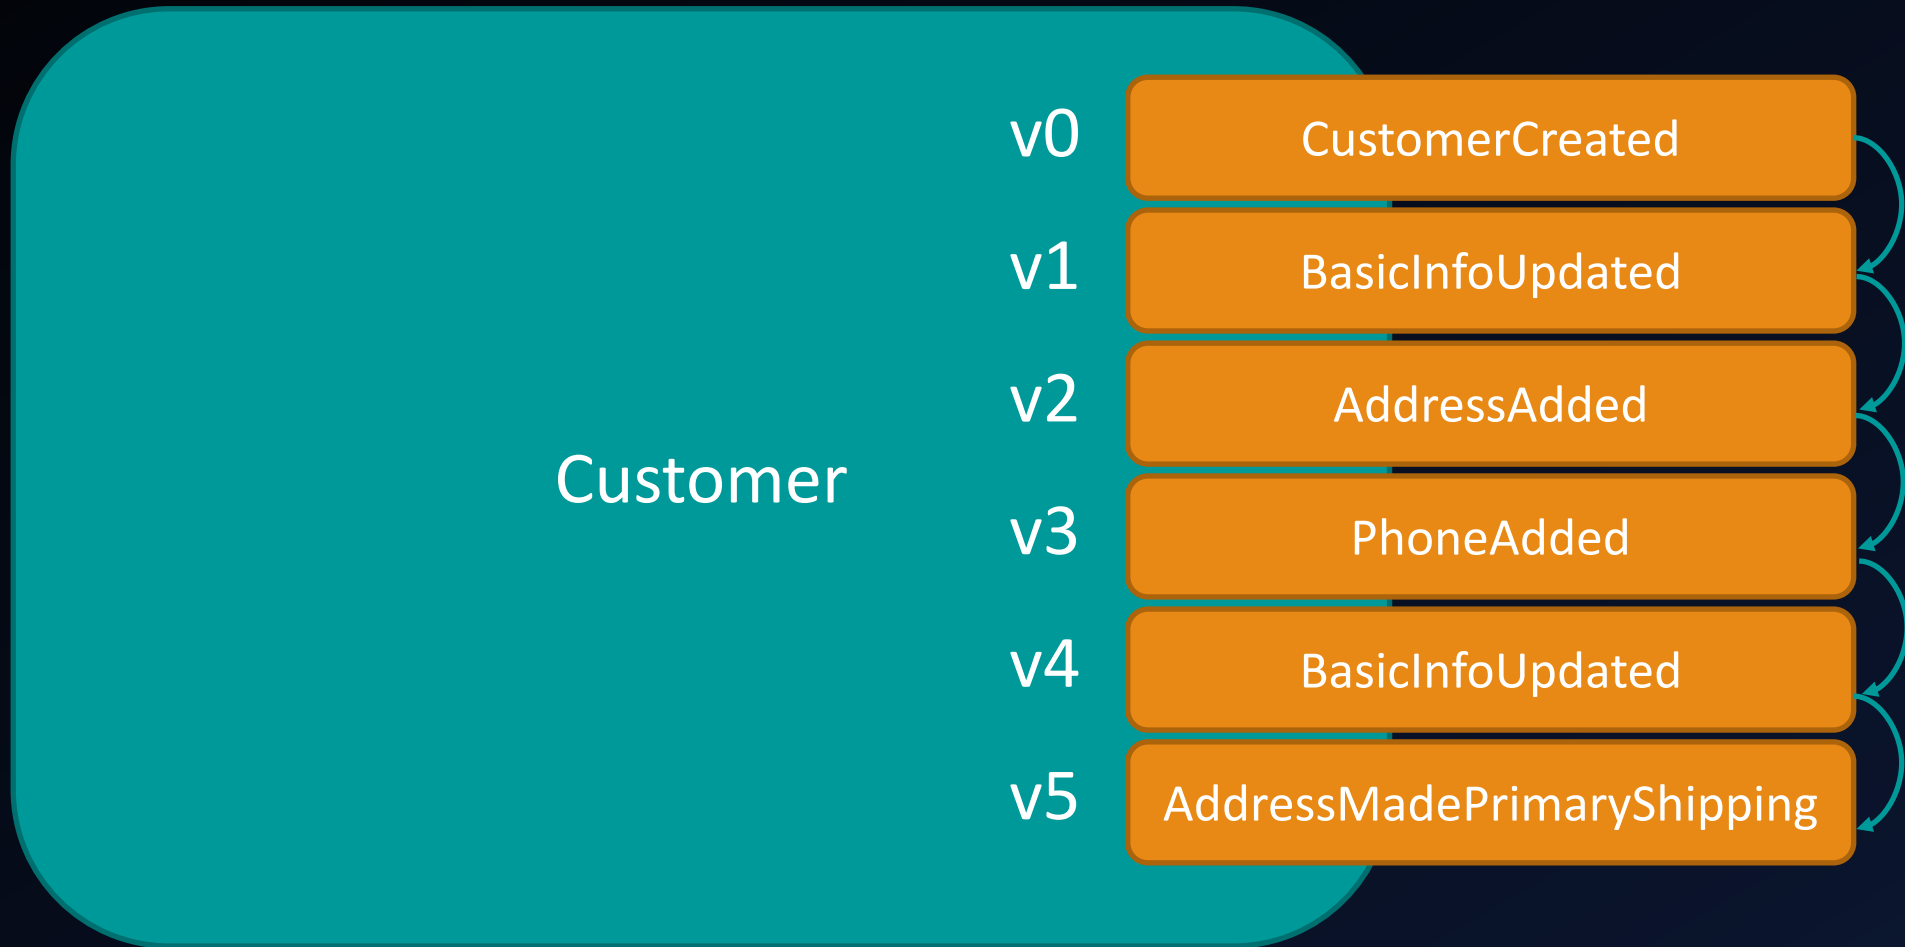 v0 CustomerCreated
v1 BasicInfoUpdated
v2 AddressAdded
Customer
v3 PhoneAdded
v4 BasicInfoUpdated
v5 AddressMadePrimaryShipping